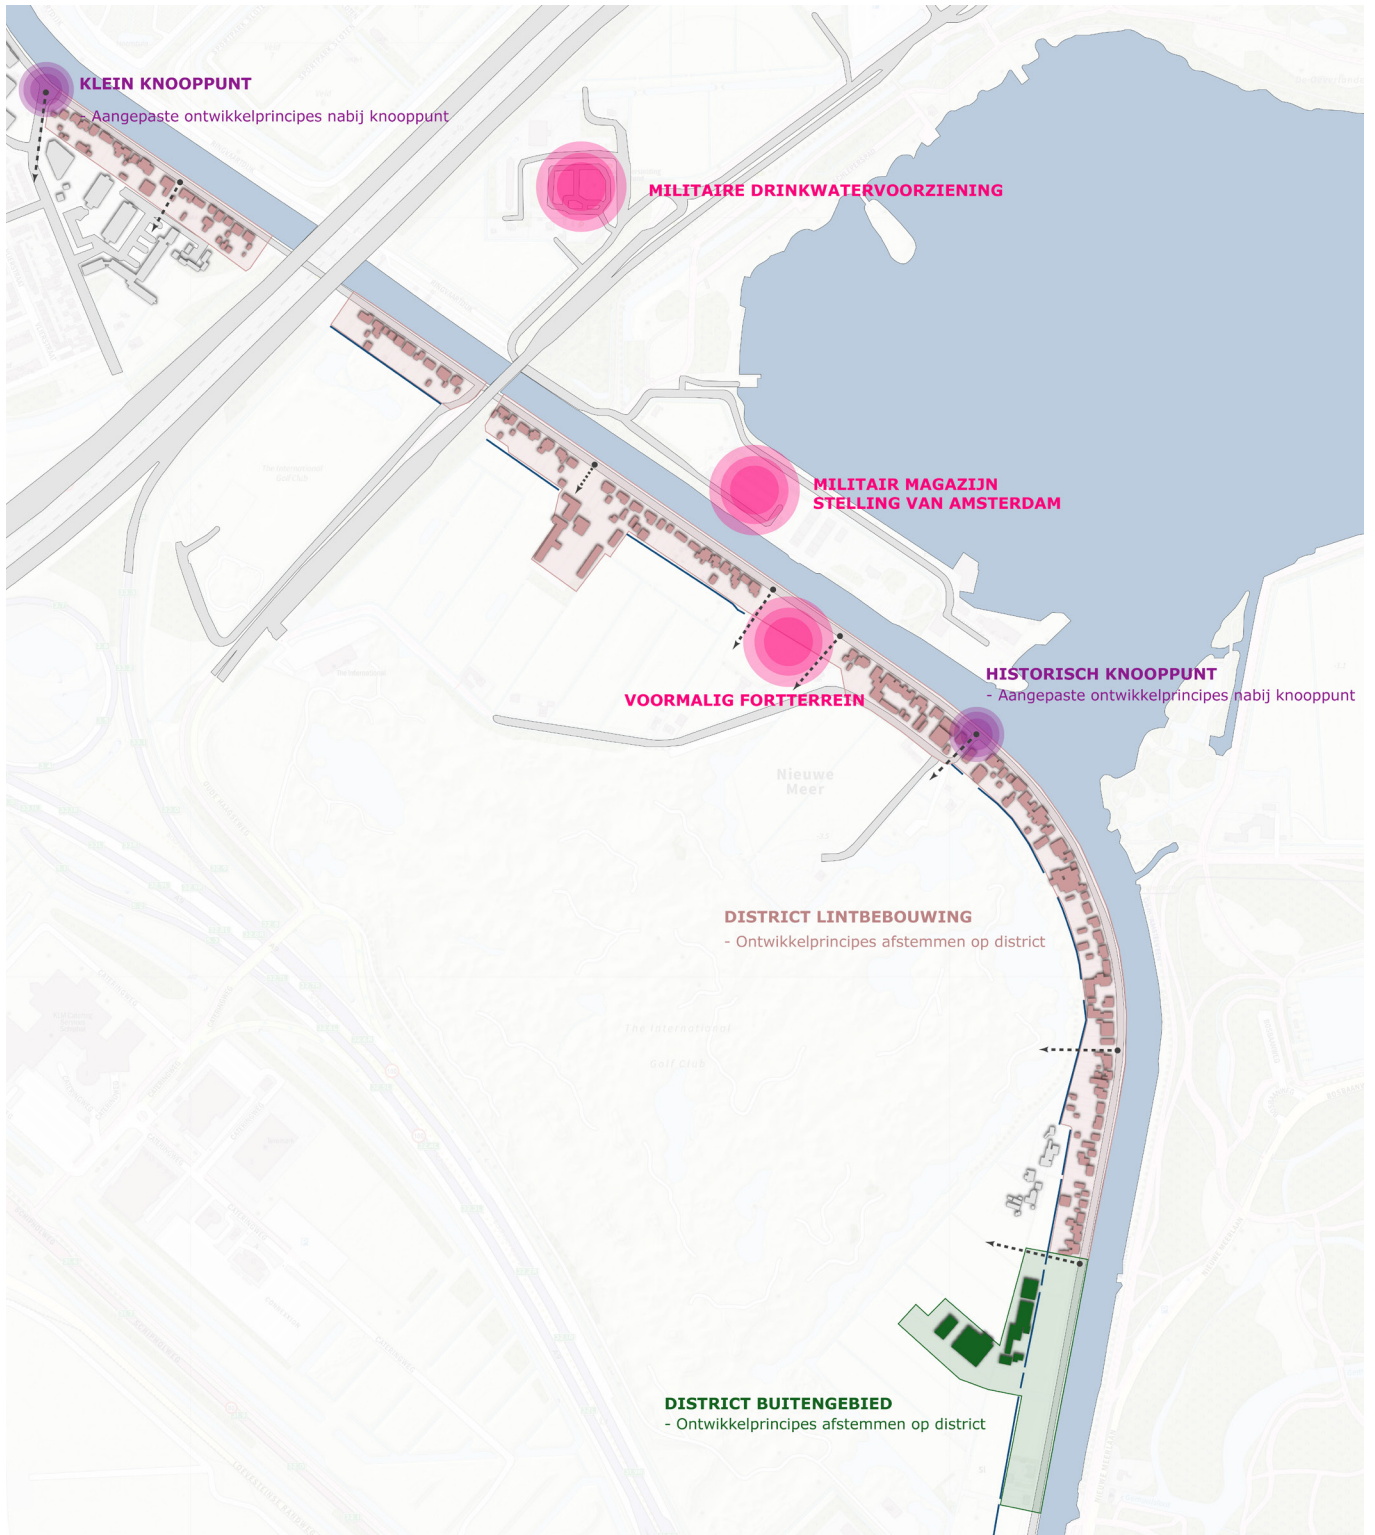 KLEIN KNOOPPUNT
- Aangepaste ontwikkelprincipes nabij knooppunt
MILITAIRE DRINKWATERVOORZIENING
MILITAIR MAGAZIJN
STELLING VAN AMSTERDAM
HISTORISCH KNOOPPUNT
- Aangepaste ontwikkelprincipes nabij knooppunt
VOORMALIG FORTTERREIN
Nieuwe
Meer
DISTRICT LINTBEBOUWING
- Ontwikkelprincipes afstemmen op district
The International
Golf Club
DISTRICT BUITENGEBIED
- Ontwikkelprincipes afstemmen op district